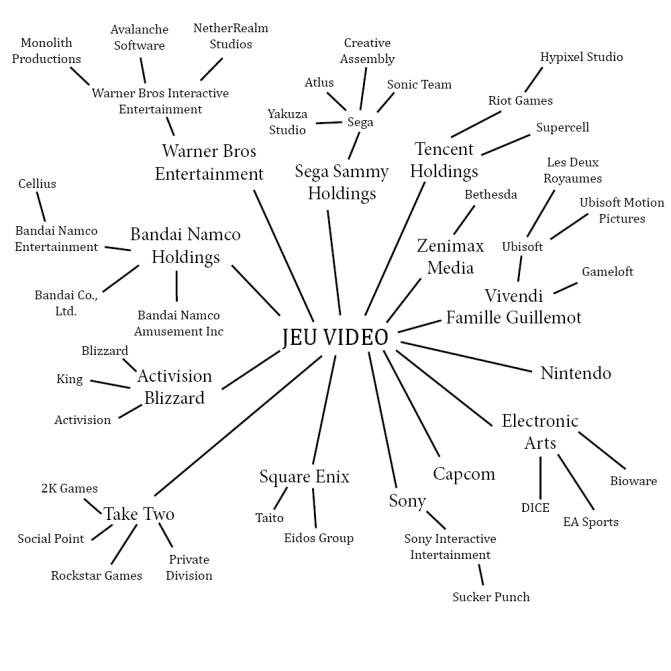 Monolith
Productions
Avalanche
Software
NetherRealm
Studios
Warner Bros Interactive
Entertainment
Warner Bros
Entertainment
Creative
Assembly
Atlus
Sonic Team
Yakuza
Studio
Sega
Sega Sammy
Holdings
Hypixel Studio
Riot Games
Supercell
Tencent
Holdings
Bethesda
Zenimax
Media
Les Deux
Royaumes
Ubisoft Motion
Pictures
Ubisoft
Gameloft
Vivendi
Famille Guillemot
Cellius
Bandai Namco
Entertainment
Bandai Namco
Holdings
Bandai Co.,
Ltd.
Bandai Namco
Amusement Inc
JEU VIDEO
Blizzard
King
Activision
Activision
Blizzard
Nintendo
Electronic
Arts
Bioware
DICE
EA Sports
Capcom
Sony
Sony Interactive
Intertainment
Sucker Punch
Square Enix
Taito
Eidos Group
2K Games
Take Two
Social Point
Rockstar Games
Private
Division